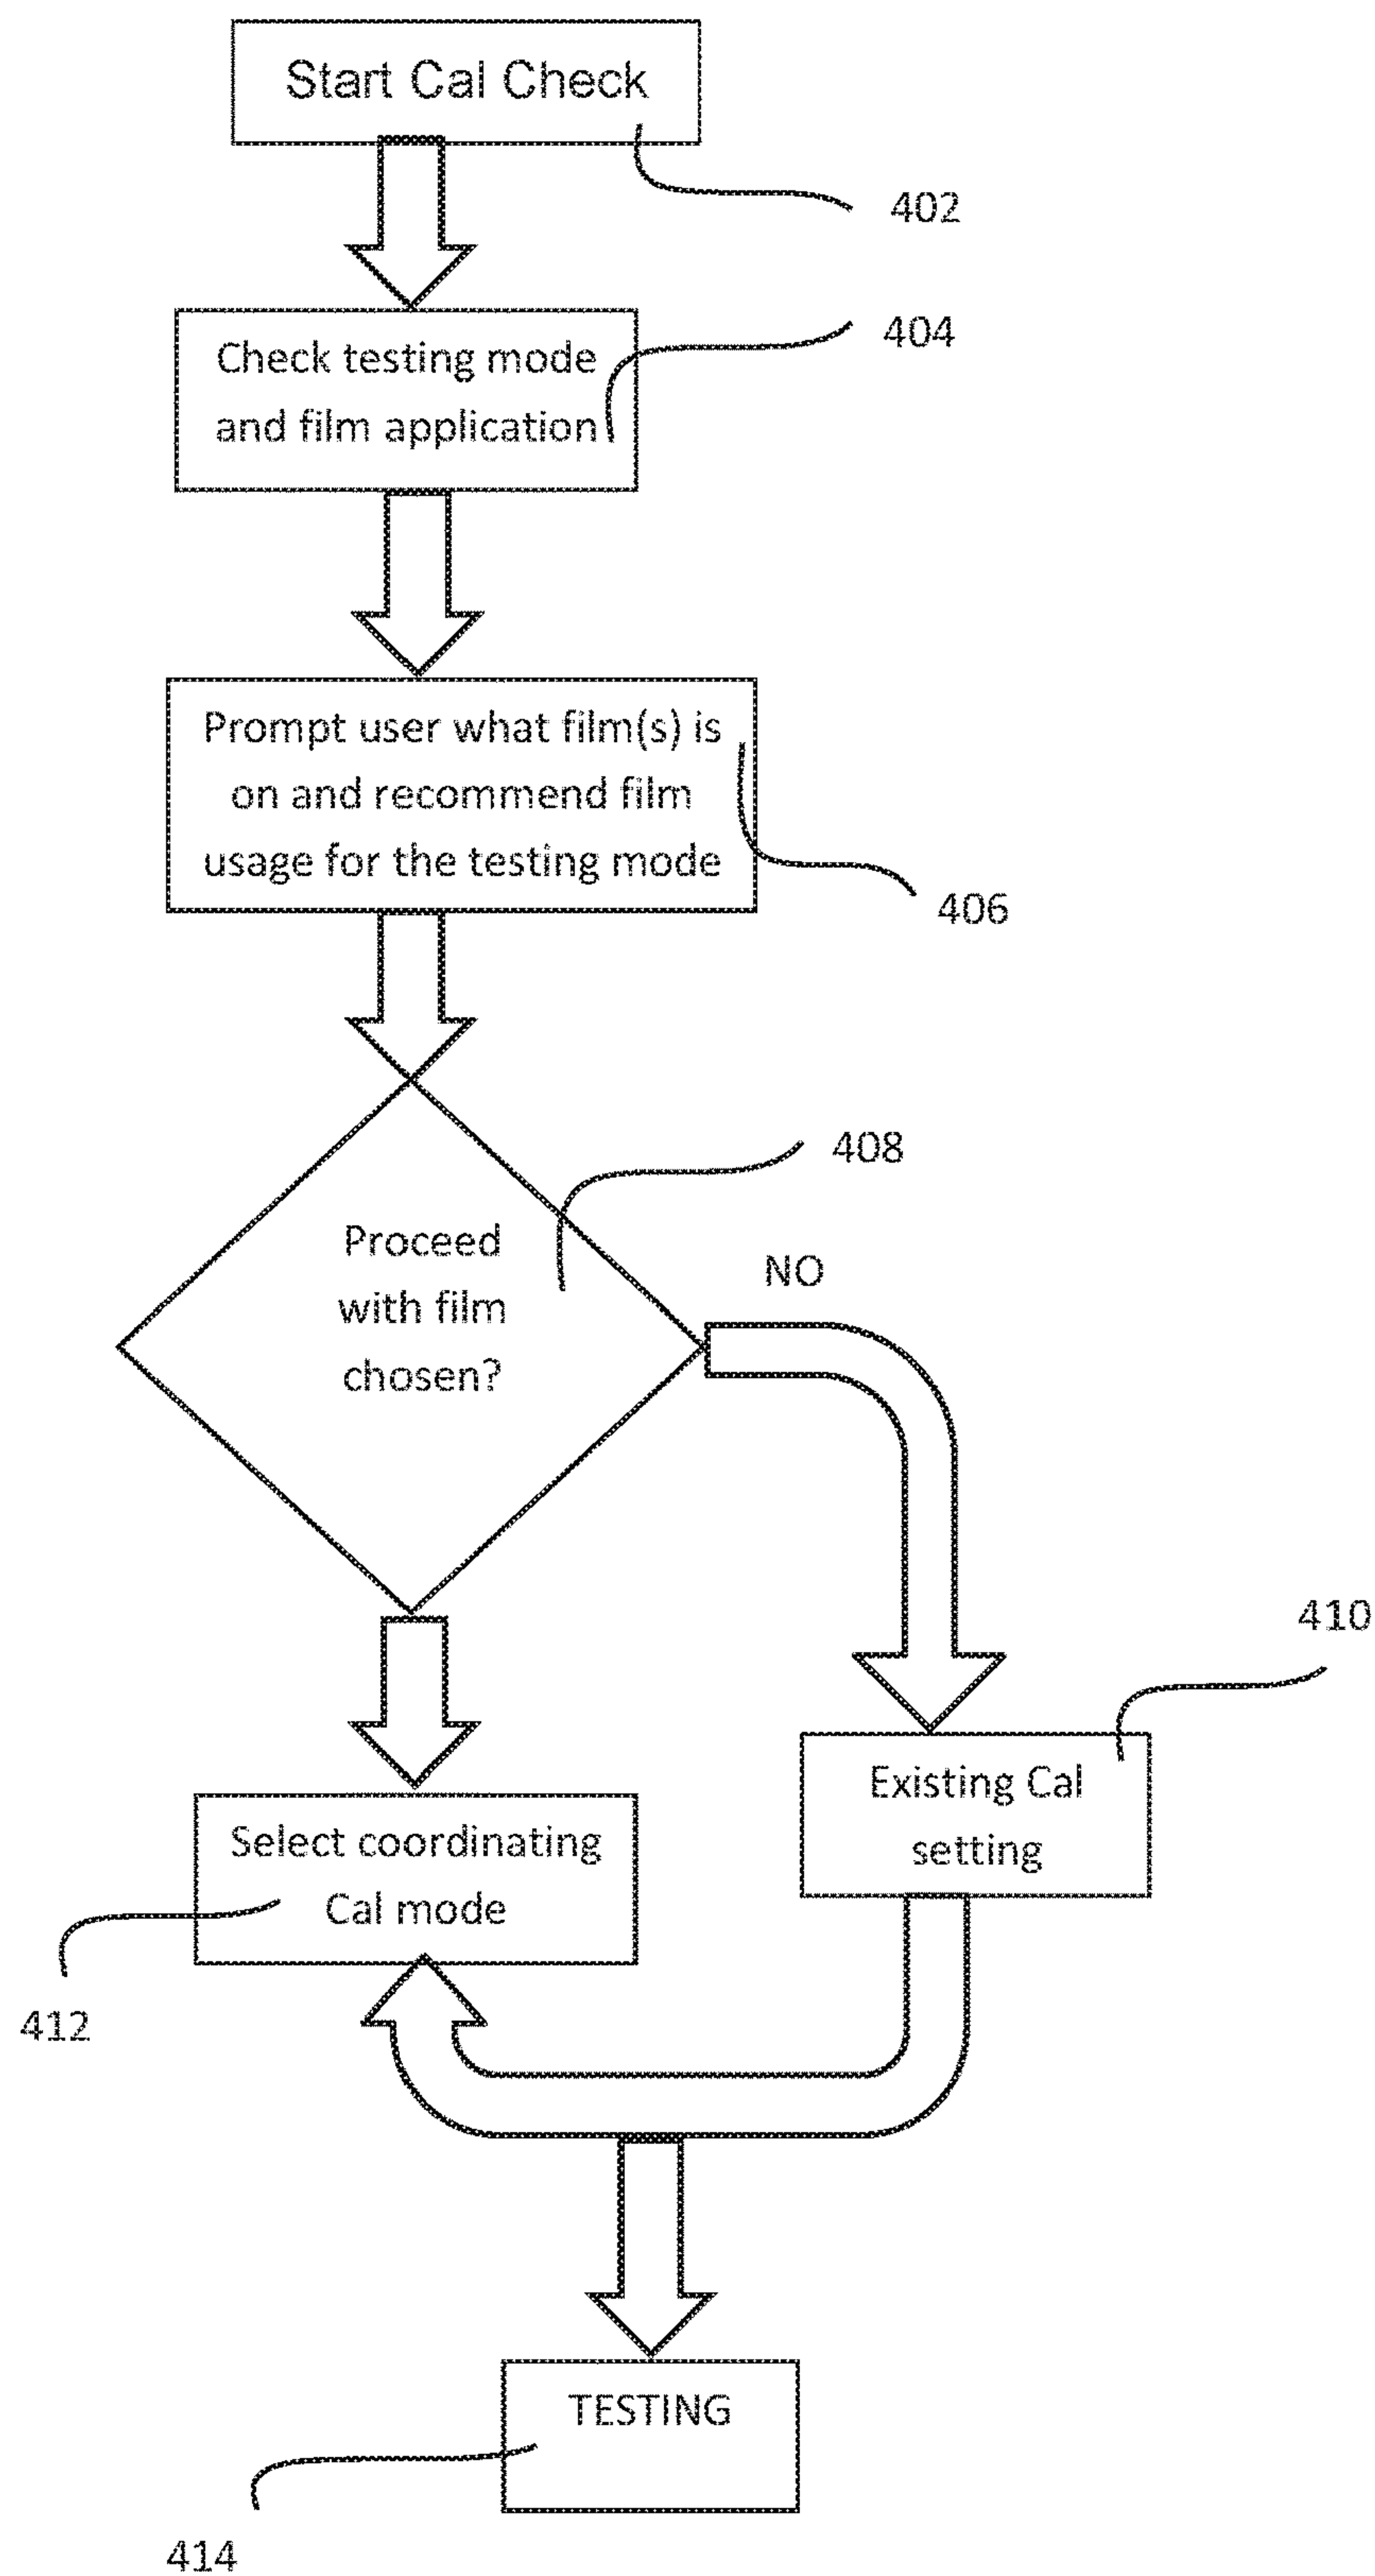 Start Cal Check
402
Check testing mode
and film application
404
Prompt user what film(s) is
on and recommend film
usage for the testing mode
406
Proceed
with film
chosen?
408
NO
410
Existing Cal
setting
Select coordinating
Cal mode
412
TESTING
414